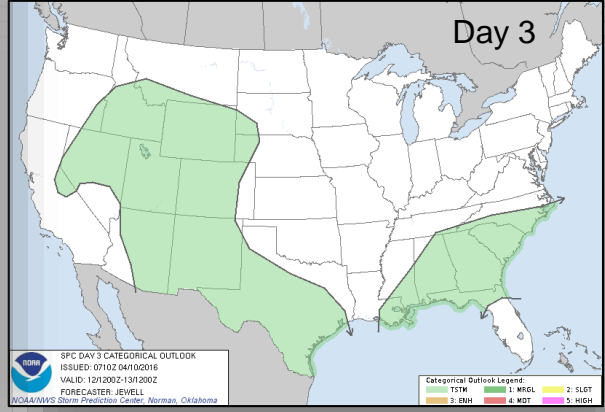 Day 3
NOAA
SPC DAY 3 CATEGORICAL OUTLOOK
ISSUED: 0710Z 04/10/2016
VALID: 12/1200Z-13/1200Z
FORECASTER: JEWELL
NOAA/NWS Storm Prediction Center, Norman, Oklahoma
Categorical Outlook Legend:
TSTM 1: MRGL 2: SLGT
3: ENH 4: MDT 5: HIGH